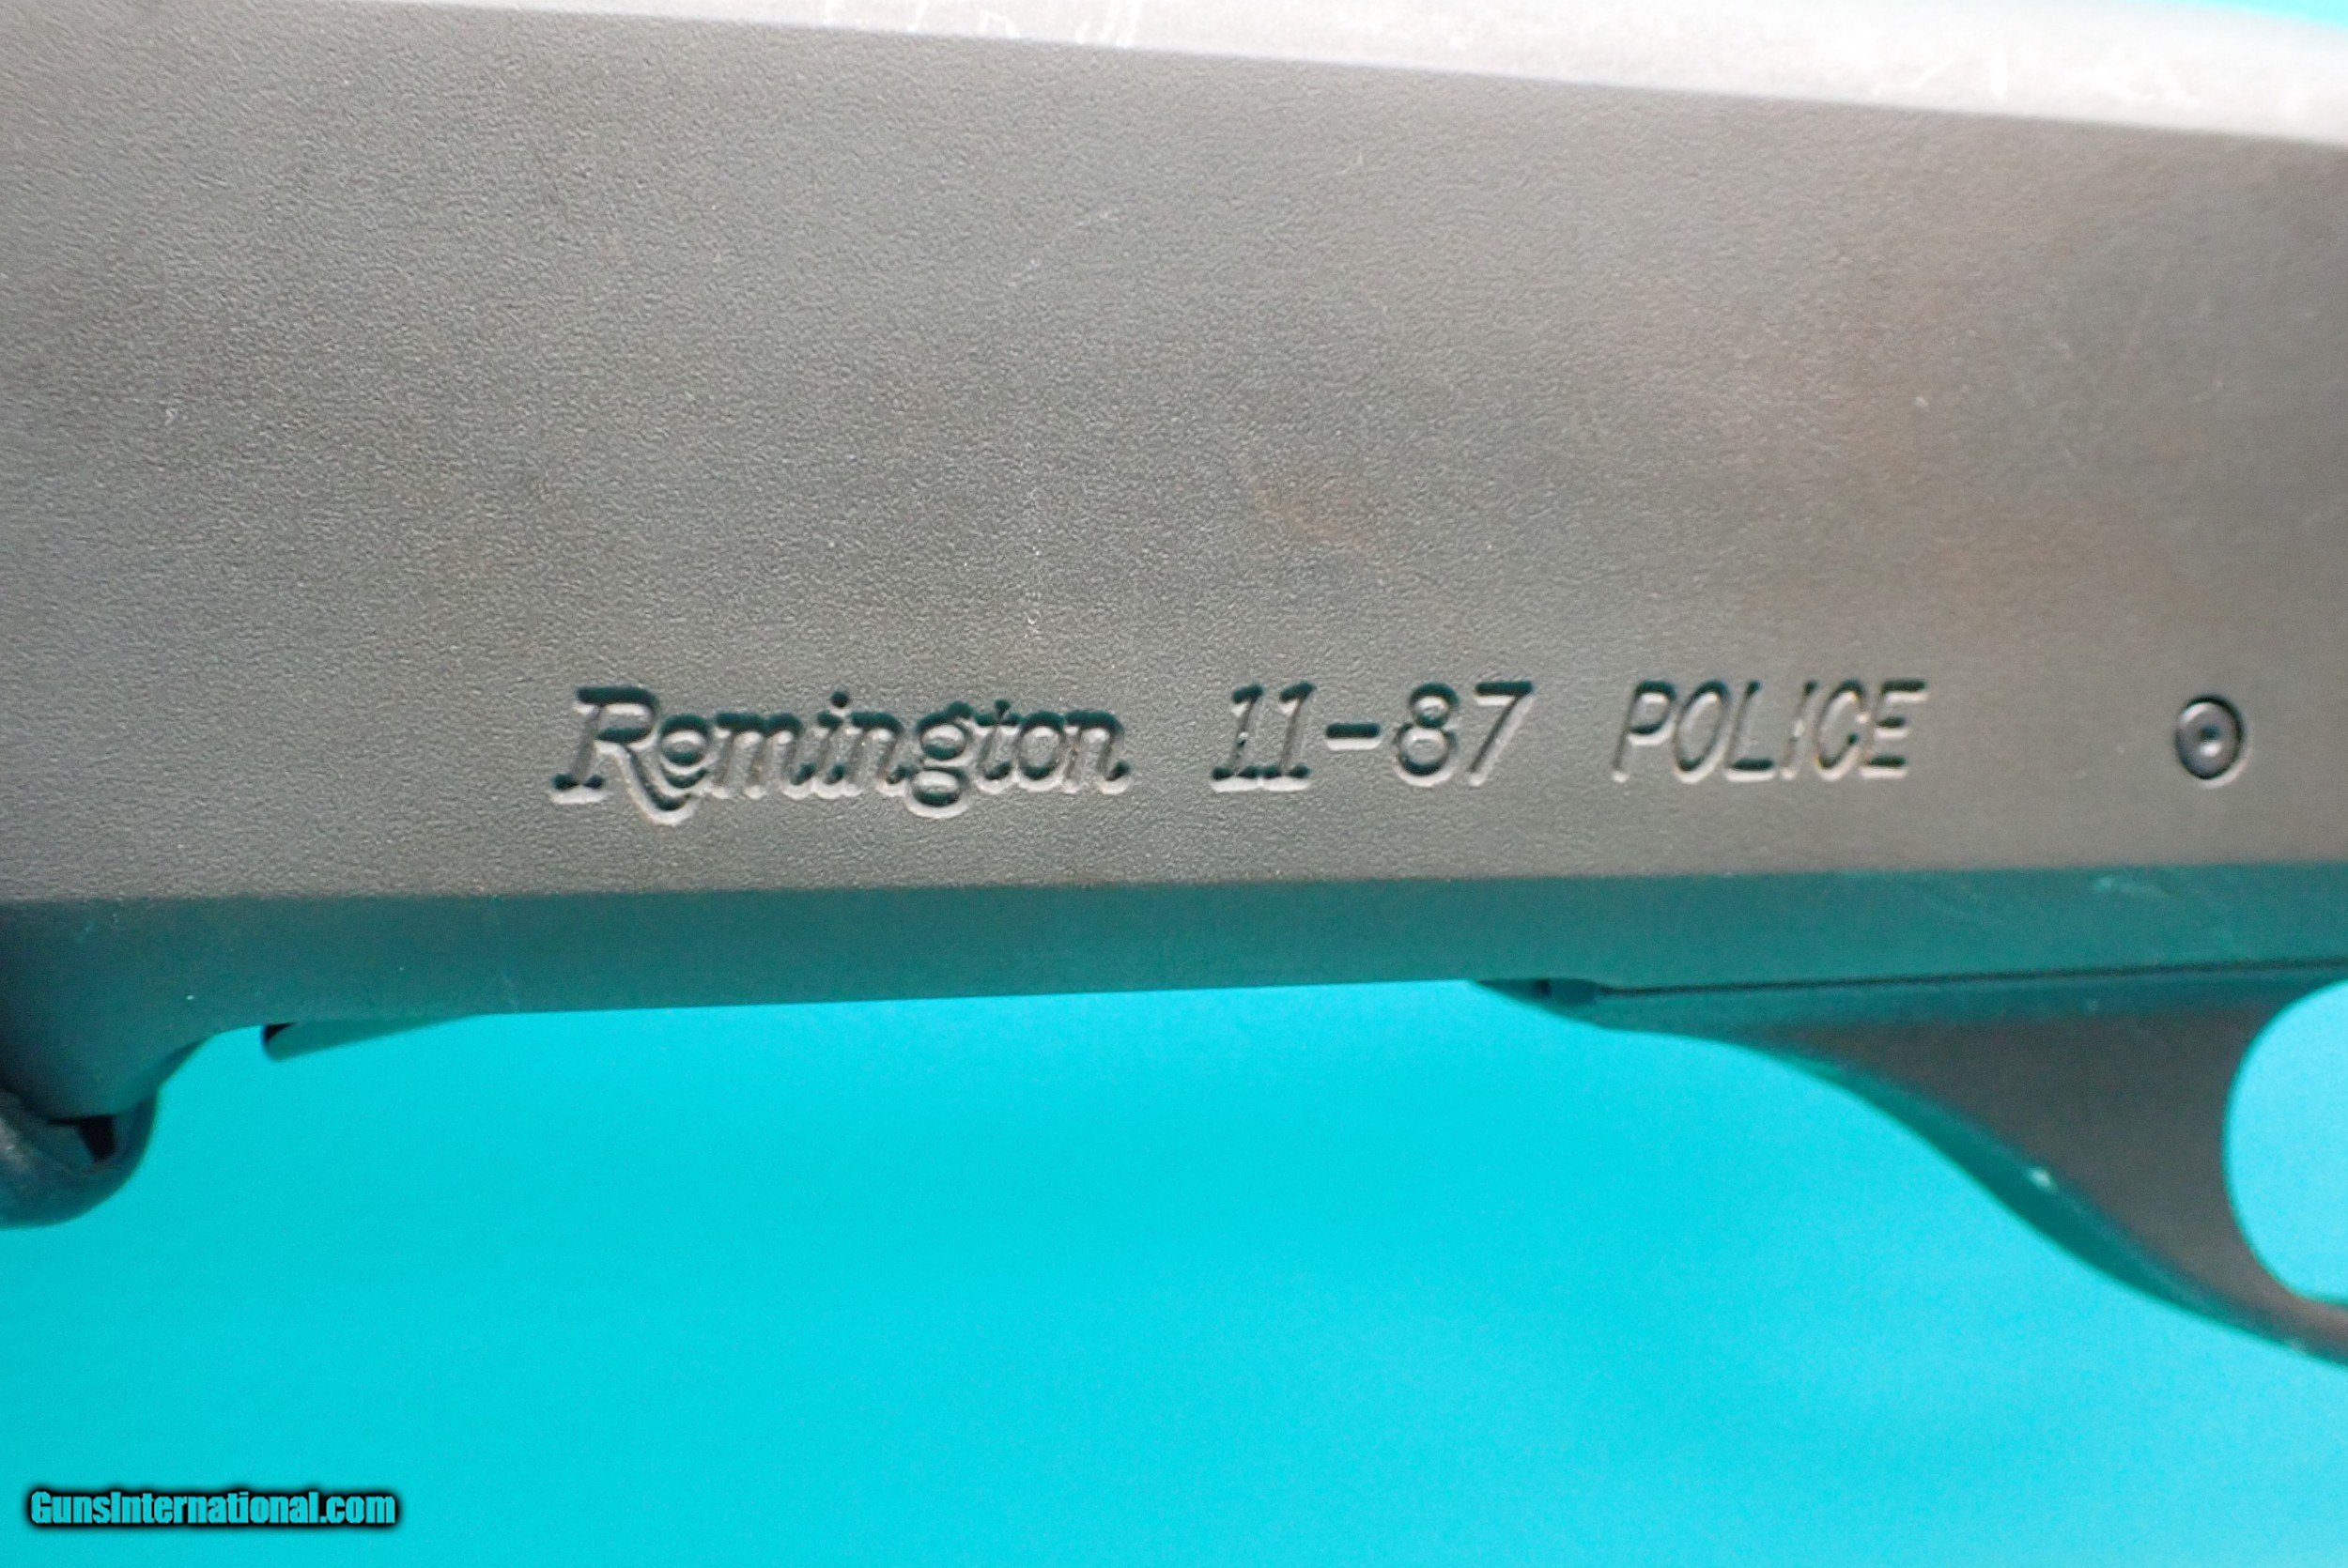 Remington 11-87 POLICE
GunsInternational.com